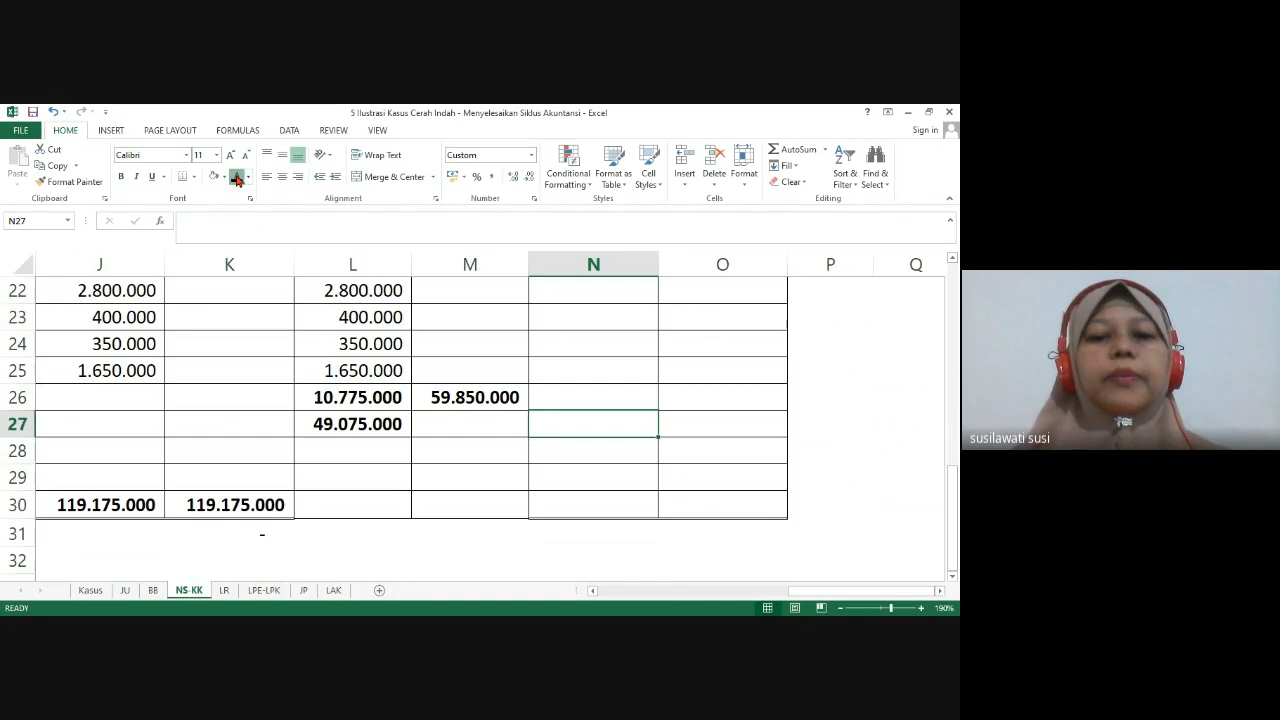 5 Ilustrasi Kasus Cerah Indah - Menyelesaikan Siklus Akuntansi - Excel
FILE HOME INSERT PAGE LAYOUT FORMULAS DATA REVIEW VIEW Sign in
Paste Cut Copy Format Painter Clipboard
Calibri 11 B I U Font
Wrap Text Merge & Center Alignment
Custom % , Number
Conditional Formatting Format as Table Cell Styles Styles
Insert Delete Format Cells
AutoSum Fill Clear Sort & Filter Find & Select Editing
N27 fx
J K L M N O P Q
22 2.800.000 2.800.000
23 400.000 400.000
24 350.000 350.000
25 1.650.000 1.650.000
26 10.775.000 59.850.000
27 49.075.000
28
29
30 119.175.000 119.175.000
31 -
32
Kasus JU BB NS-KK LR LPE-LPK JP LAK
READY 190%
susilawati susi